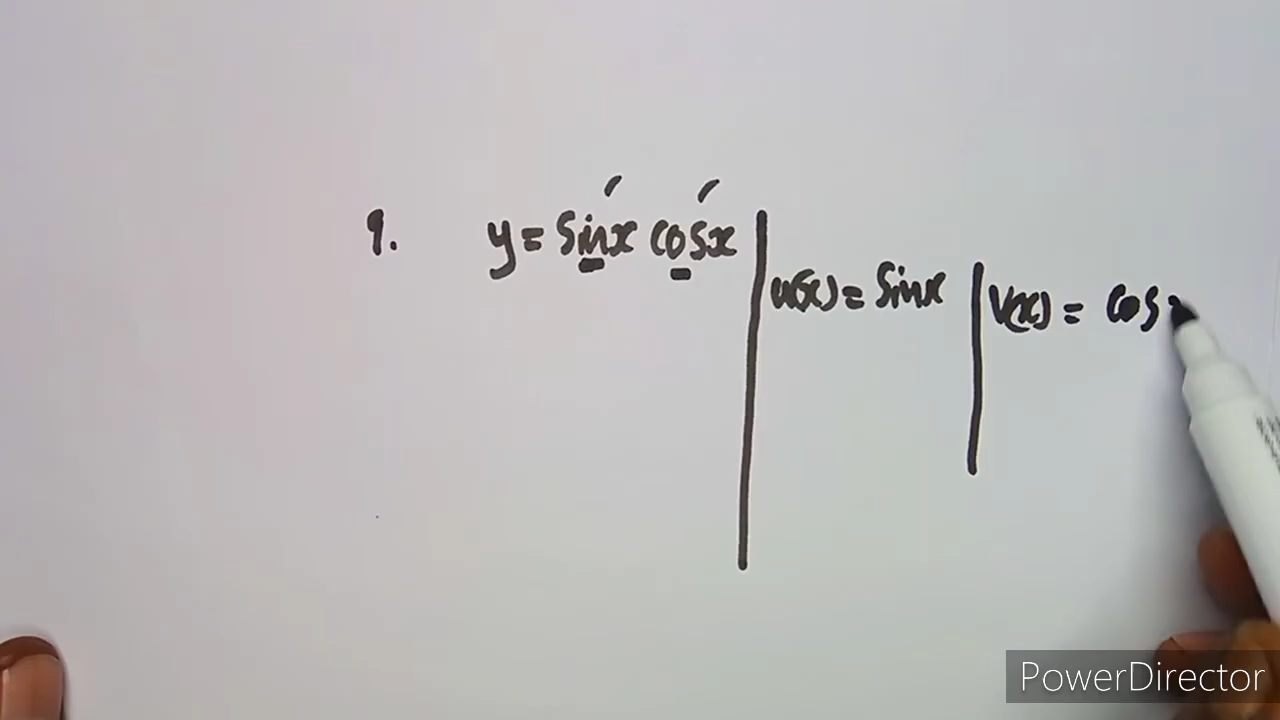 9. y = sinx cosx
u(x) = sinx
v(x) = cos
PowerDirector